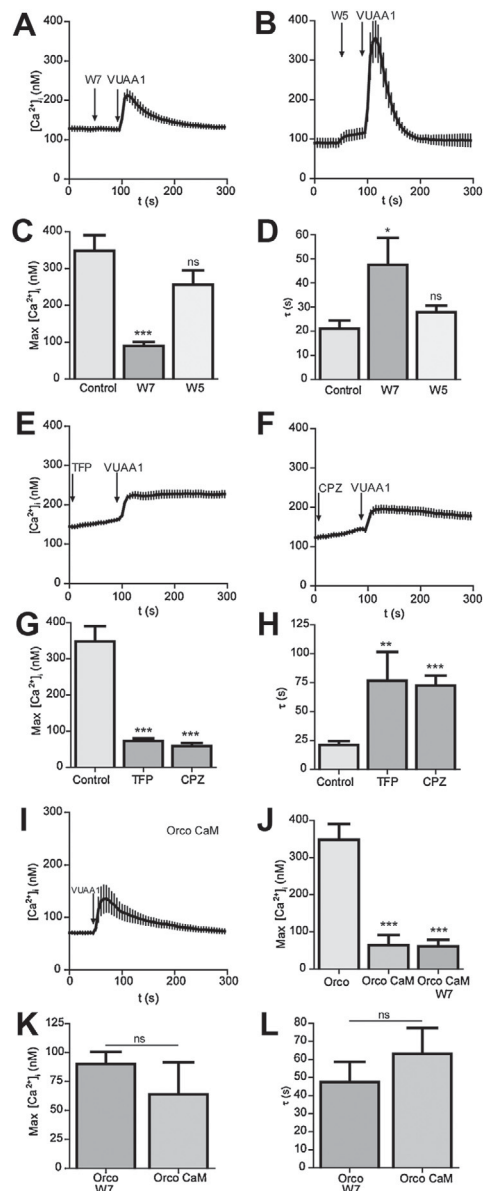 A
400
300
200
100
0
[Ca²⁺]ᵢ (nM)
W7 VUAA1
0 100 200 300
t (s)
B
400
300
200
100
0
W5 VUAA1
0 100 200 300
t (s)
C
400
300
200
100
0
Max [Ca²⁺]ᵢ (nM)
***
ns
Control W7 W5
D
60
50
40
30
20
10
0
τ (s)
*
ns
Control W7 W5
E
400
300
200
100
0
[Ca²⁺]ᵢ (nM)
TFP VUAA1
0 100 200 300
t (s)
F
400
300
200
100
0
CPZ VUAA1
0 100 200 300
t (s)
G
400
300
200
100
0
Max [Ca²⁺]ᵢ (nM)
*** ***
Control TFP CPZ
H
100
75
50
25
0
τ (s)
** ***
Control TFP CPZ
I
Orco CaM
400
300
200
100
0
[Ca²⁺]ᵢ (nM)
VUAA1
0 100 200 300
t (s)
J
400
300
200
100
0
Max [Ca²⁺]ᵢ (nM)
*** ***
Orco Orco CaM Orco CaM
W7
K
100
75
50
25
0
Max [Ca²⁺]ᵢ (nM)
ns
Orco Orco CaM
W7
L
80
70
60
50
40
30
20
10
0
τ (s)
ns
Orco Orco CaM
W7